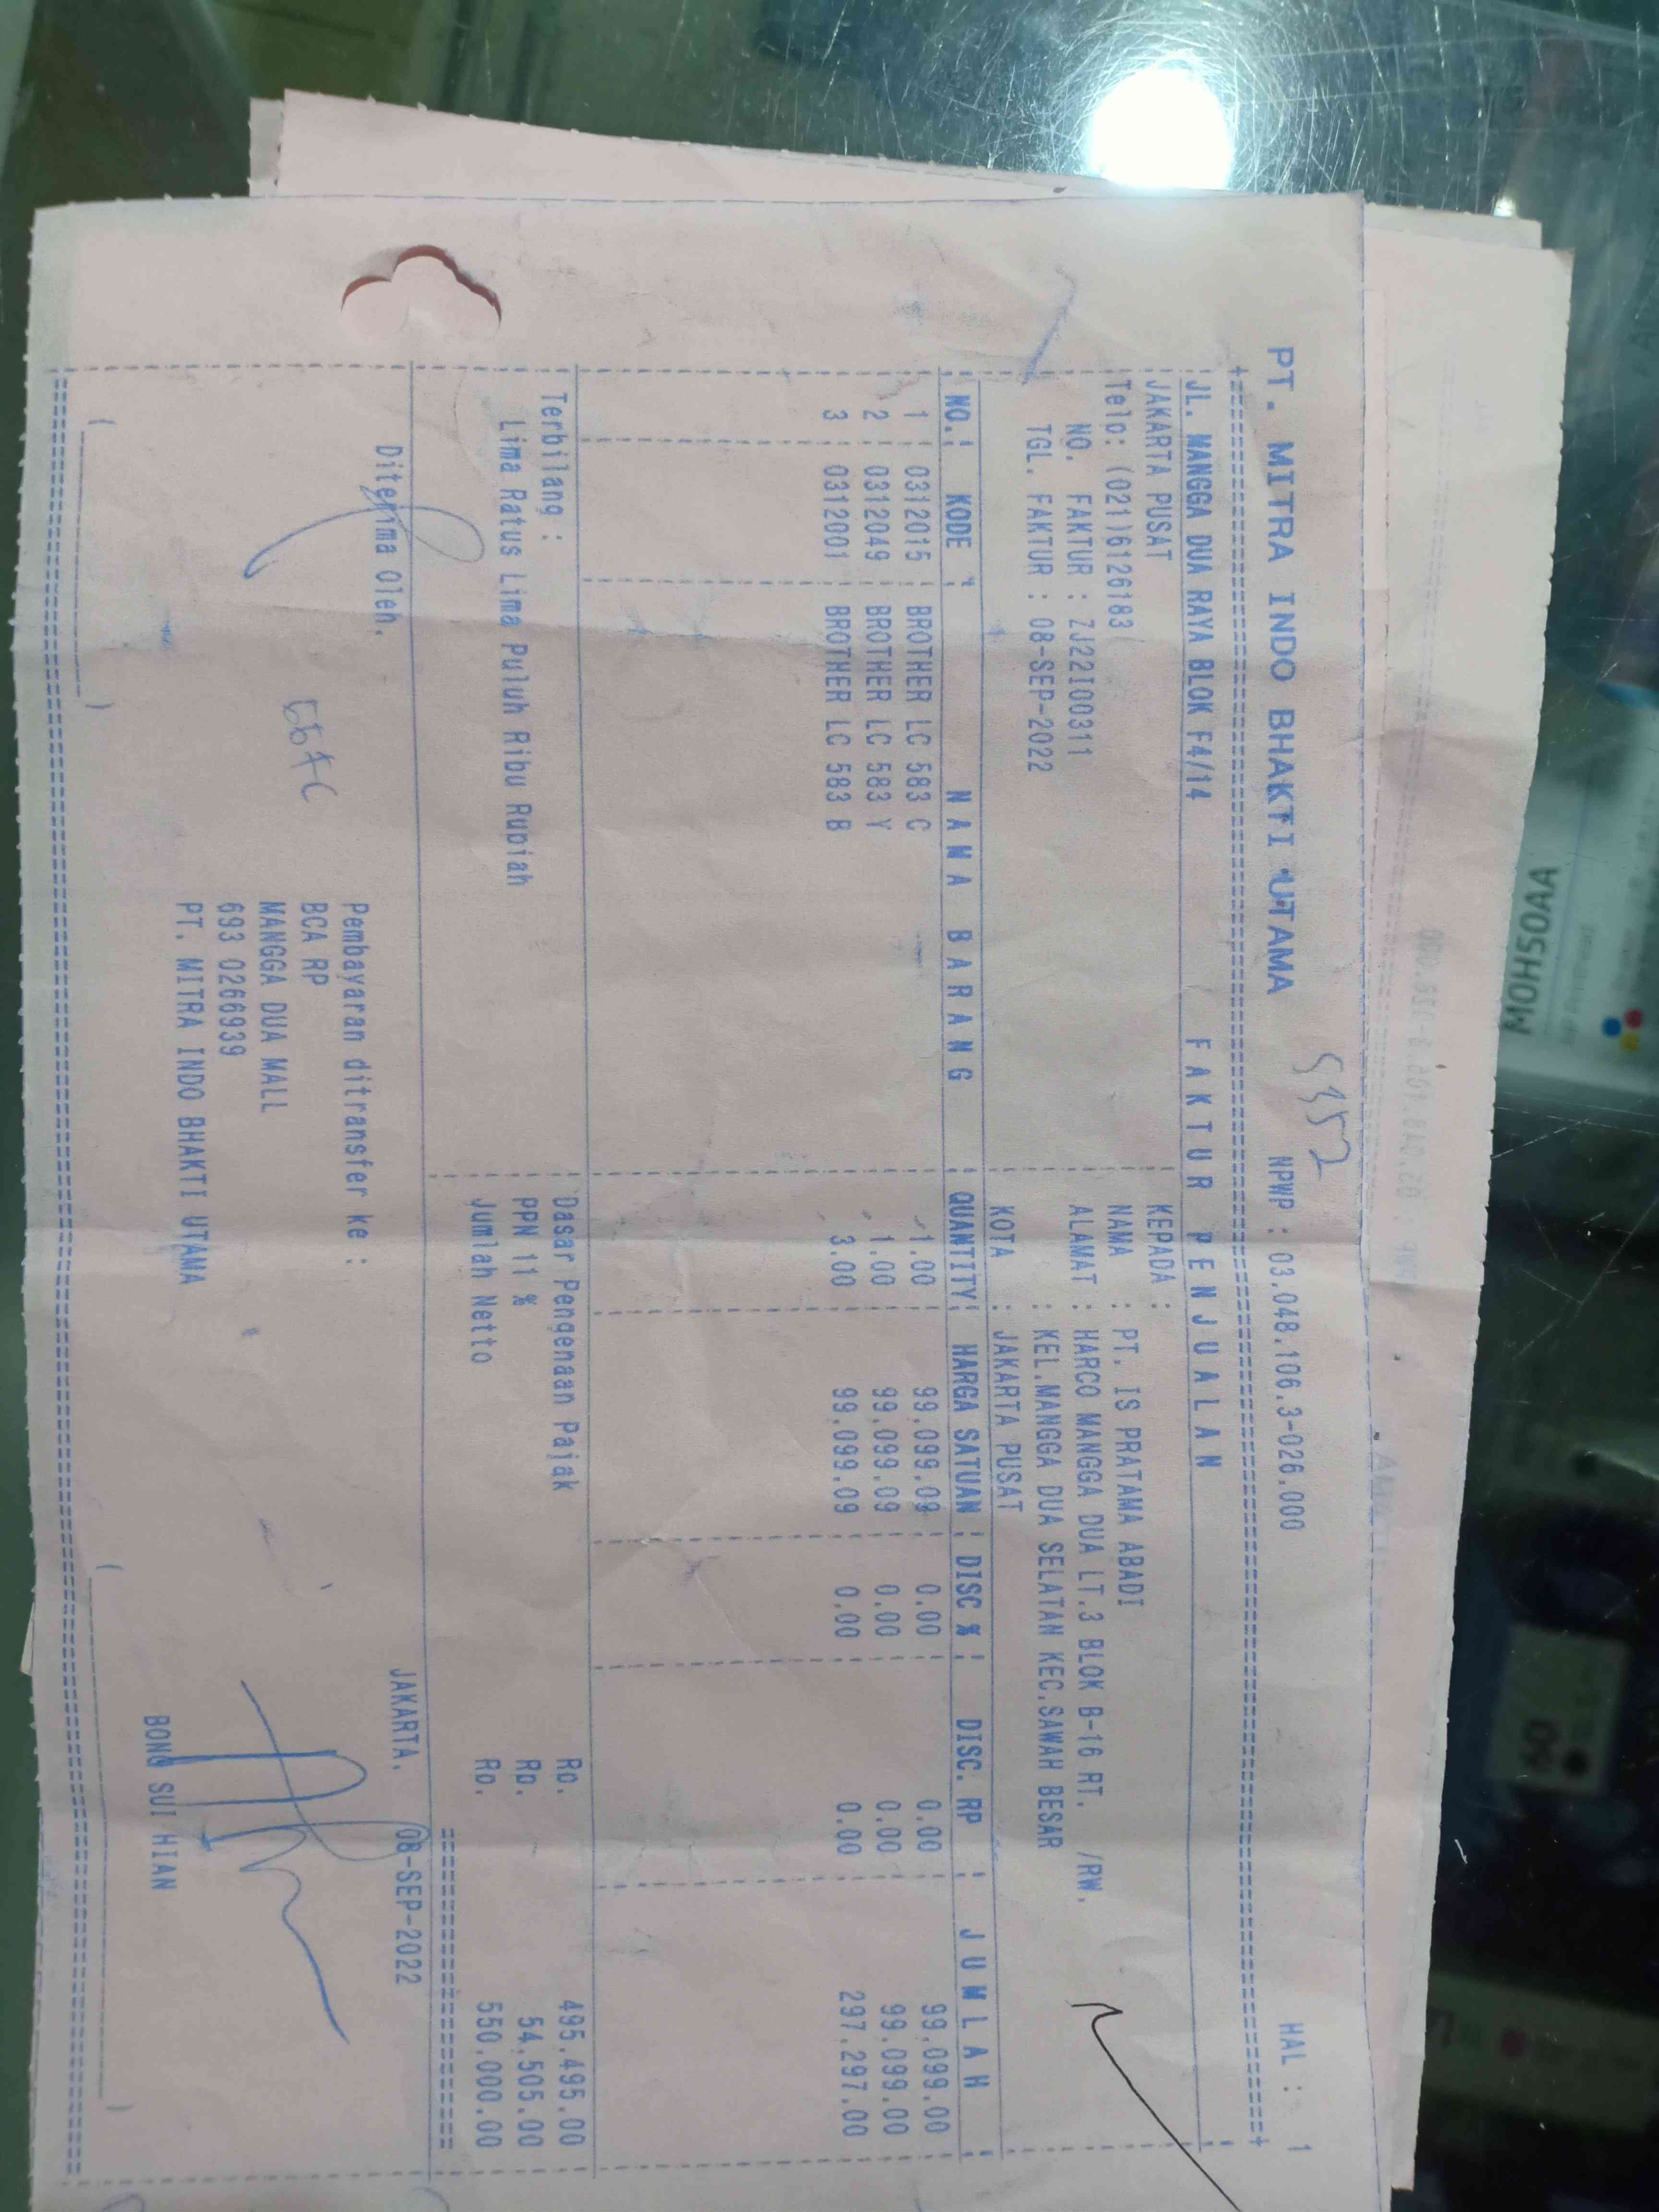 5352
PT. MITRA INDO BHAKTI UTAMA NPWP : 03.048.106.3-026.000 HAL : 1
JL. MANGGA DUA RAYA BLOK F4/14 F A K T U R P E N J U A L A N
JAKARTA PUSAT KEPADA :
Telp: (021)6126183 NAMA : PT. IS PRATAMA ABADI
NO. FAKTUR : ZJ22I00311 ALAMAT : HARCO MANGGA DUA LT.3 BLOK B-16 RT. /RW.
TGL. FAKTUR : 08-SEP-2022 : KEL.MANGGA DUA SELATAN KEC.SAWAH BESAR
KOTA : JAKARTA PUSAT
NO. KODE N A M A B A R A N G QUANTITY HARGA SATUAN DISC % DISC. RP J U M L A H
1 0312015 BROTHER LC 583 C 1.00 99.099.09 0.00 0.00 99.099.00
2 0312049 BROTHER LC 583 Y 1.00 99.099.09 0.00 0.00 99.099.00
3 0312001 BROTHER LC 583 B 3.00 99.099.09 0.00 0.00 297.297.00
Terbilang : Dasar Pengenaan Pajak Rp. 495.495.00
Lima Ratus Lima Puluh Ribu Rupiah PPN 11 % Rp. 54.505.00
Jumlah Netto Rp. 550.000.00
Diterima Oleh. JAKARTA. 08-SEP-2022
Pembayaran ditransfer ke :
BCA RP
MANGGA DUA MALL
693 0266939
PT. MITRA INDO BHAKTI UTAMA
BONG SUI HIAN
MOH50AA